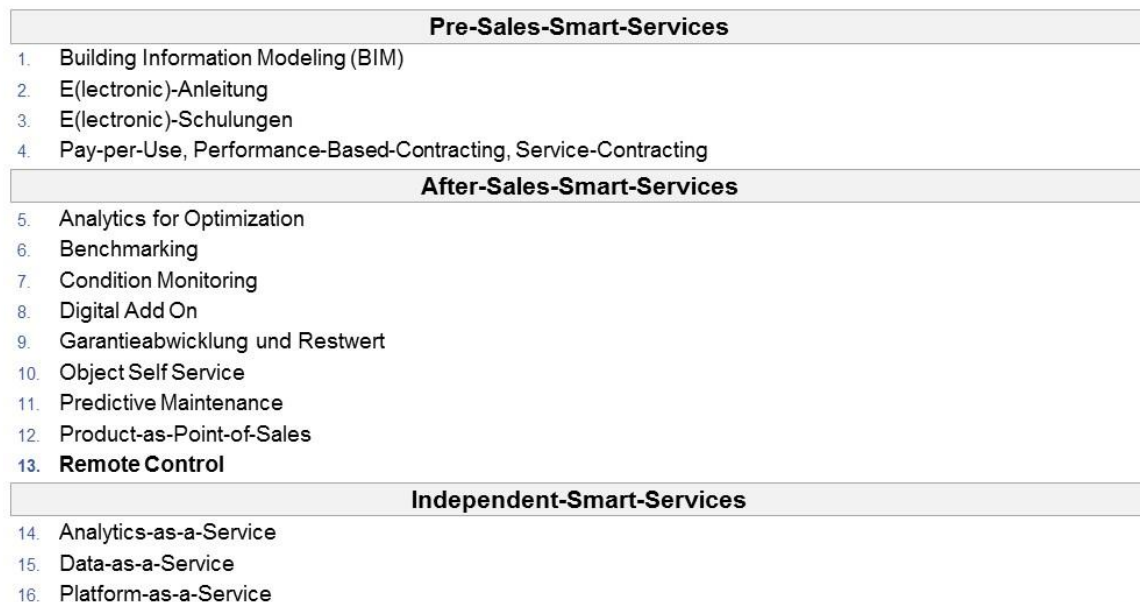 Pre-Sales-Smart-Services
1. Building Information Modeling (BIM)
2. E(lectronic)-Anleitung
3. E(lectronic)-Schulungen
4. Pay-per-Use, Performance-Based-Contracting, Service-Contracting
After-Sales-Smart-Services
5. Analytics for Optimization
6. Benchmarking
7. Condition Monitoring
8. Digital Add On
9. Garantieabwicklung und Restwert
10. Object Self Service
11. Predictive Maintenance
12. Product-as-Point-of-Sales
13. Remote Control
Independent-Smart-Services
14. Analytics-as-a-Service
15. Data-as-a-Service
16. Platform-as-a-Service